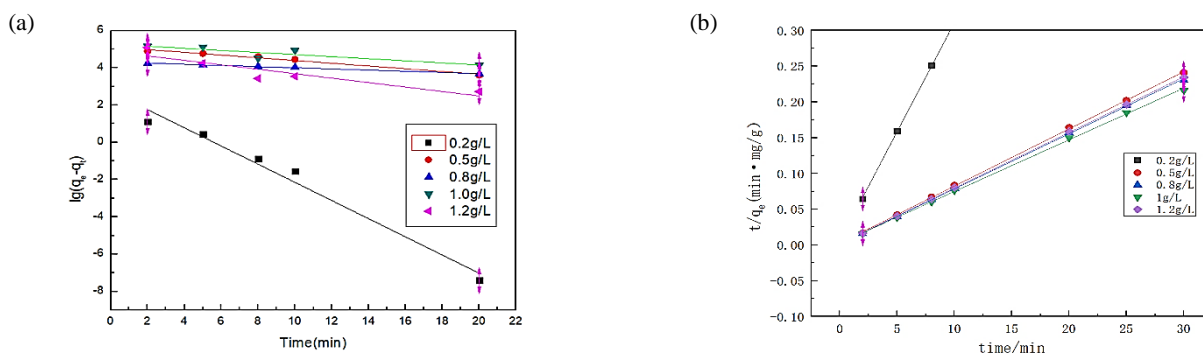 (a)
lg(qe-qt)
6
4
2
0
-2
-4
-6
-8
0 2 4 6 8 10 12 14 16 18 20 22
Time(min)
0.2g/L
0.5g/L
0.8g/L
1.0g/L
1.2g/L
(b)
t/qe(min·mg/g)
0.30
0.25
0.20
0.15
0.10
0.05
0.00
-0.05
-0.10
0 5 10 15 20 25 30
time/min
0.2g/L
0.5g/L
0.8g/L
1g/L
1.2g/L